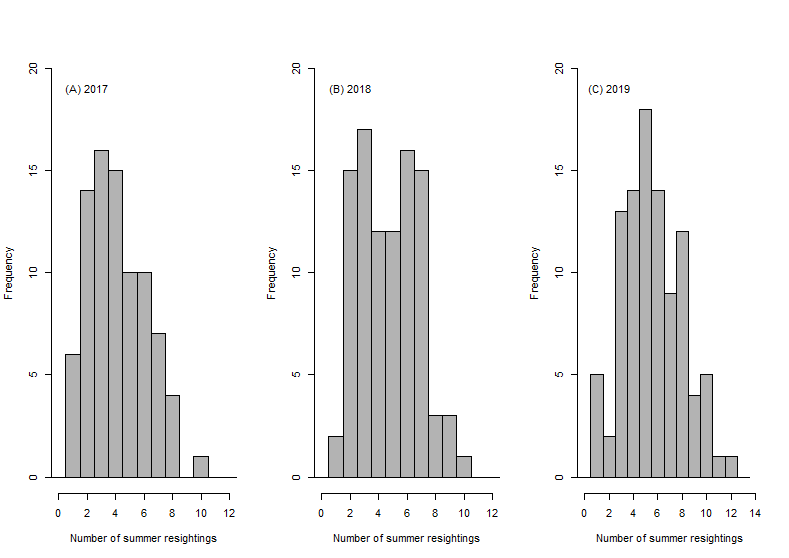 (A) 2017
Frequency
0 5 10 15 20
0 2 4 6 8 10 12
Number of summer resightings
(B) 2018
Frequency
0 5 10 15 20
0 2 4 6 8 10 12
Number of summer resightings
(C) 2019
Frequency
0 5 10 15 20
0 2 4 6 8 10 12 14
Number of summer resightings